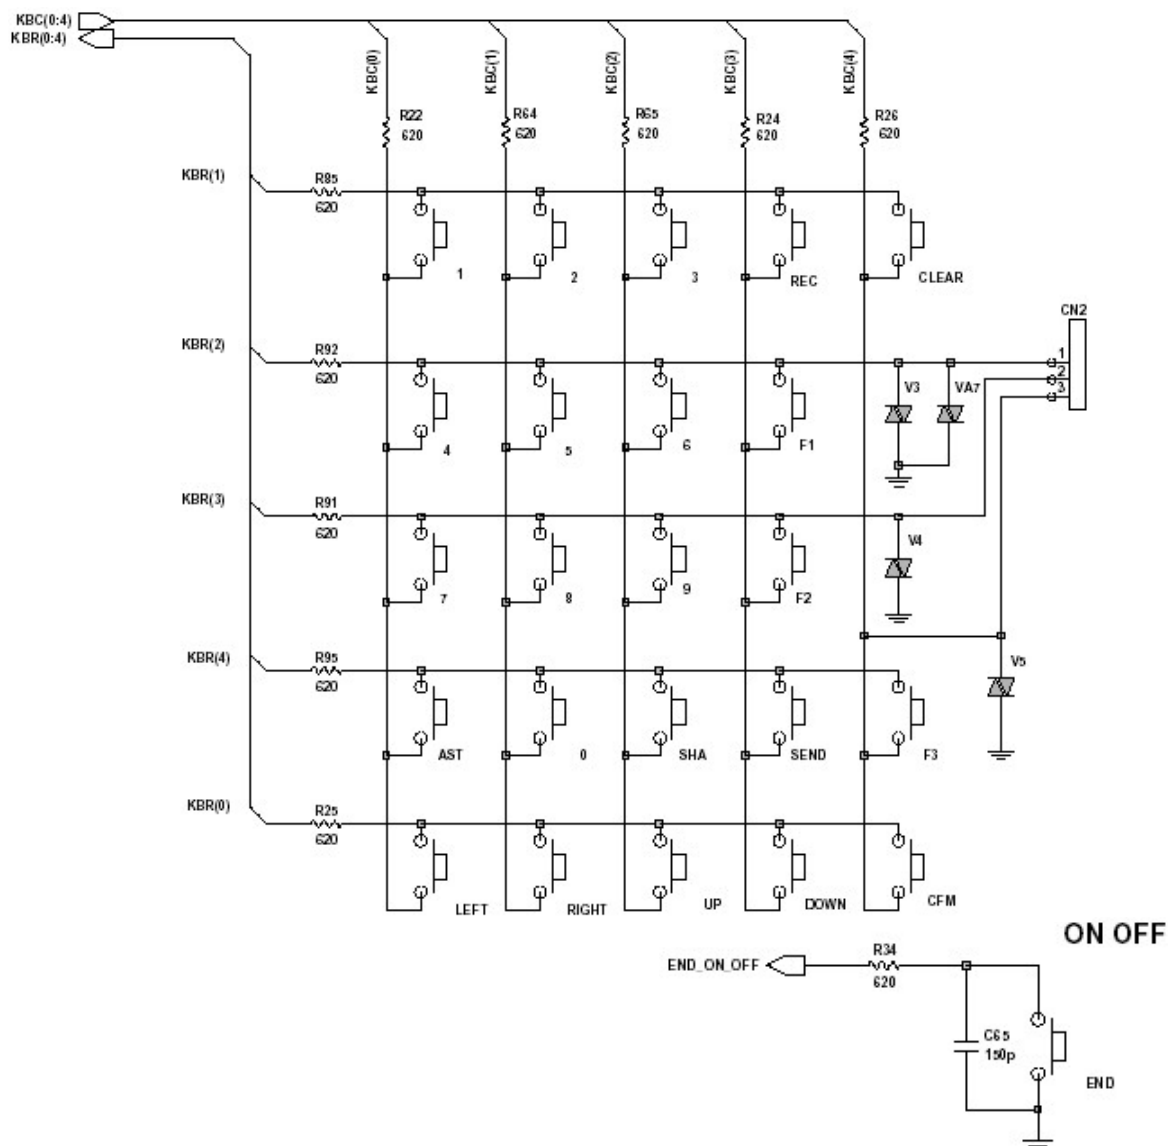 KBC(0:4)
KBR(0:4)
KBC(0)
KBC(1)
KBC(2)
KBC(3)
KBC(4)
R22
620
R64
620
R65
620
R24
620
R26
620
KBR(1)
R85
620
1
2
3
REC
CLEAR
CN2
1
2
3
KBR(2)
R92
620
V3
VA7
4
5
6
F1
KBR(3)
R91
620
V4
7
8
9
F2
KBR(4)
R95
620
V5
AST
0
SHA
SEND
F3
KBR(0)
R25
620
LEFT
RIGHT
UP
DOWN
CFM
ON OFF
END_ON_OFF
R34
620
C65
150p
END